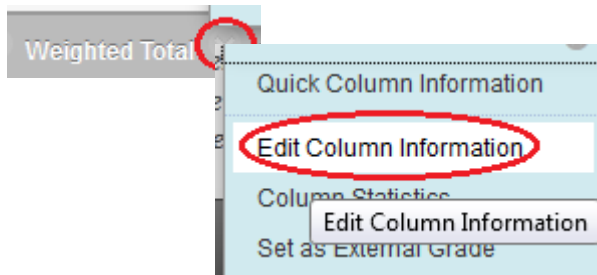 Weighted Total
Quick Column Information
Edit Column Information
Column Statistics
Edit Column Information
Set as External Grade